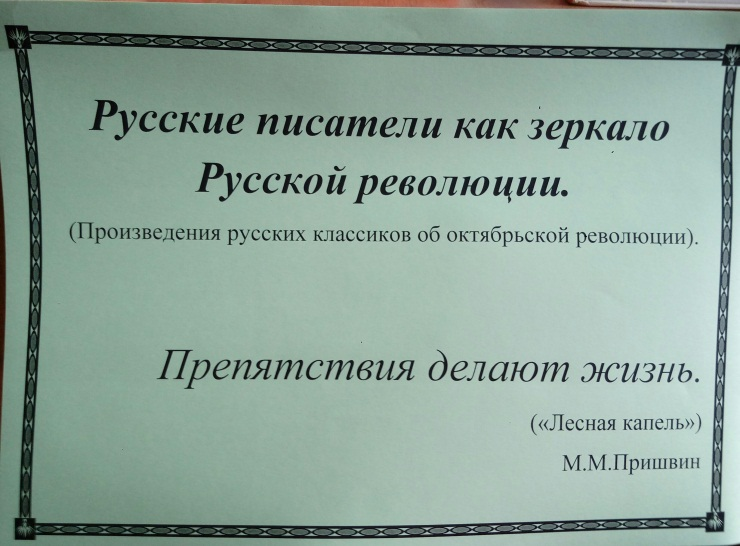 Русские писатели как зеркало
Русской революции.
(Произведения русских классиков об октябрьской революции).
Препятствия делают жизнь.
(«Лесная капель»)
М.М.Пришвин